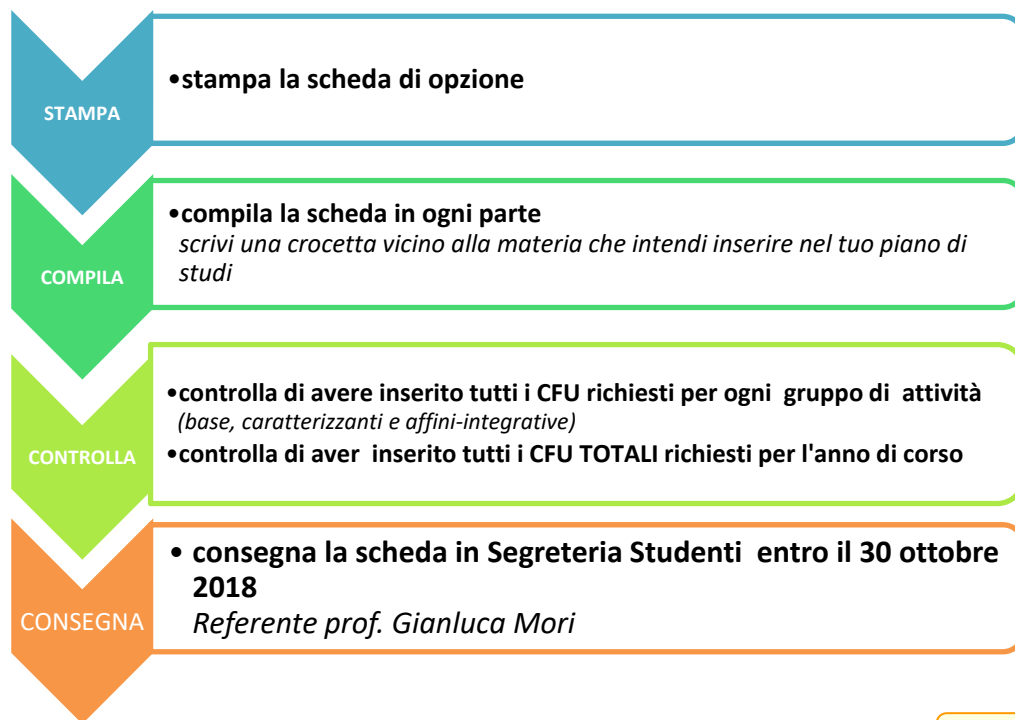 STAMPA
•stampa la scheda di opzione
COMPILA
•compila la scheda in ogni parte
scrivi una crocetta vicino alla materia che intendi inserire nel tuo piano di
studi
CONTROLLA
•controlla di avere inserito tutti i CFU richiesti per ogni gruppo di attività
(base, caratterizzanti e affini-integrative)
•controlla di aver inserito tutti i CFU TOTALI richiesti per l'anno di corso
CONSEGNA
• consegna la scheda in Segreteria Studenti entro il 30 ottobre
2018
Referente prof. Gianluca Mori